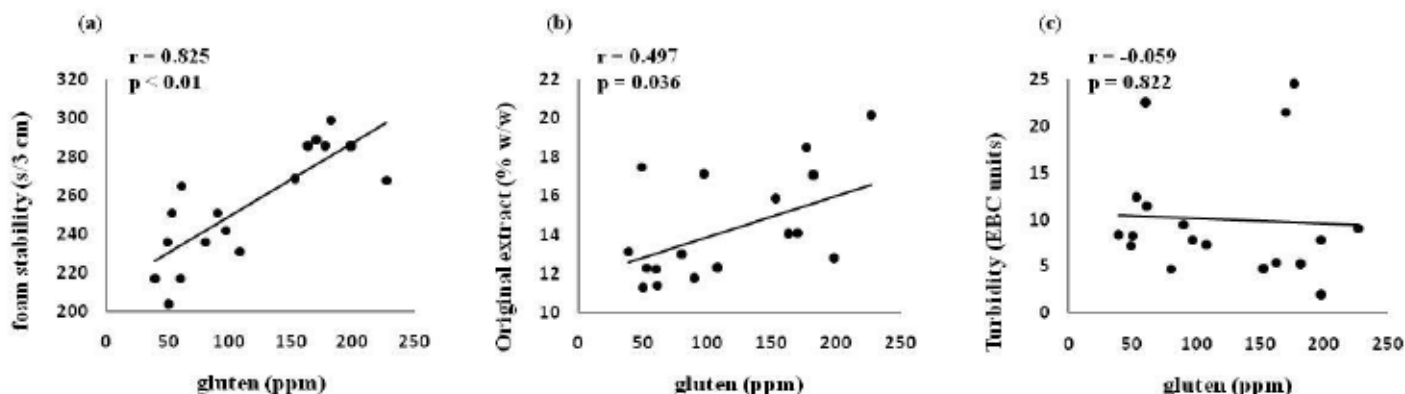 (a)
r = 0.825
p < 0.01
320
300
280
260
240
220
200
0
50
100
150
200
250
foam stability (s/3 cm)
gluten (ppm)
(b)
r = 0.497
p = 0.036
22
20
18
16
14
12
10
0
50
100
150
200
250
Original extract (% w/w)
gluten (ppm)
(c)
r = -0.059
p = 0.822
25
20
15
10
5
0
0
50
100
150
200
250
Turbidity (EBC units)
gluten (ppm)